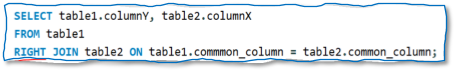 SELECT table1.columnY, table2.columnX
FROM table1
RIGHT JOIN table2 ON table1.commmon_column = table2.common_column;